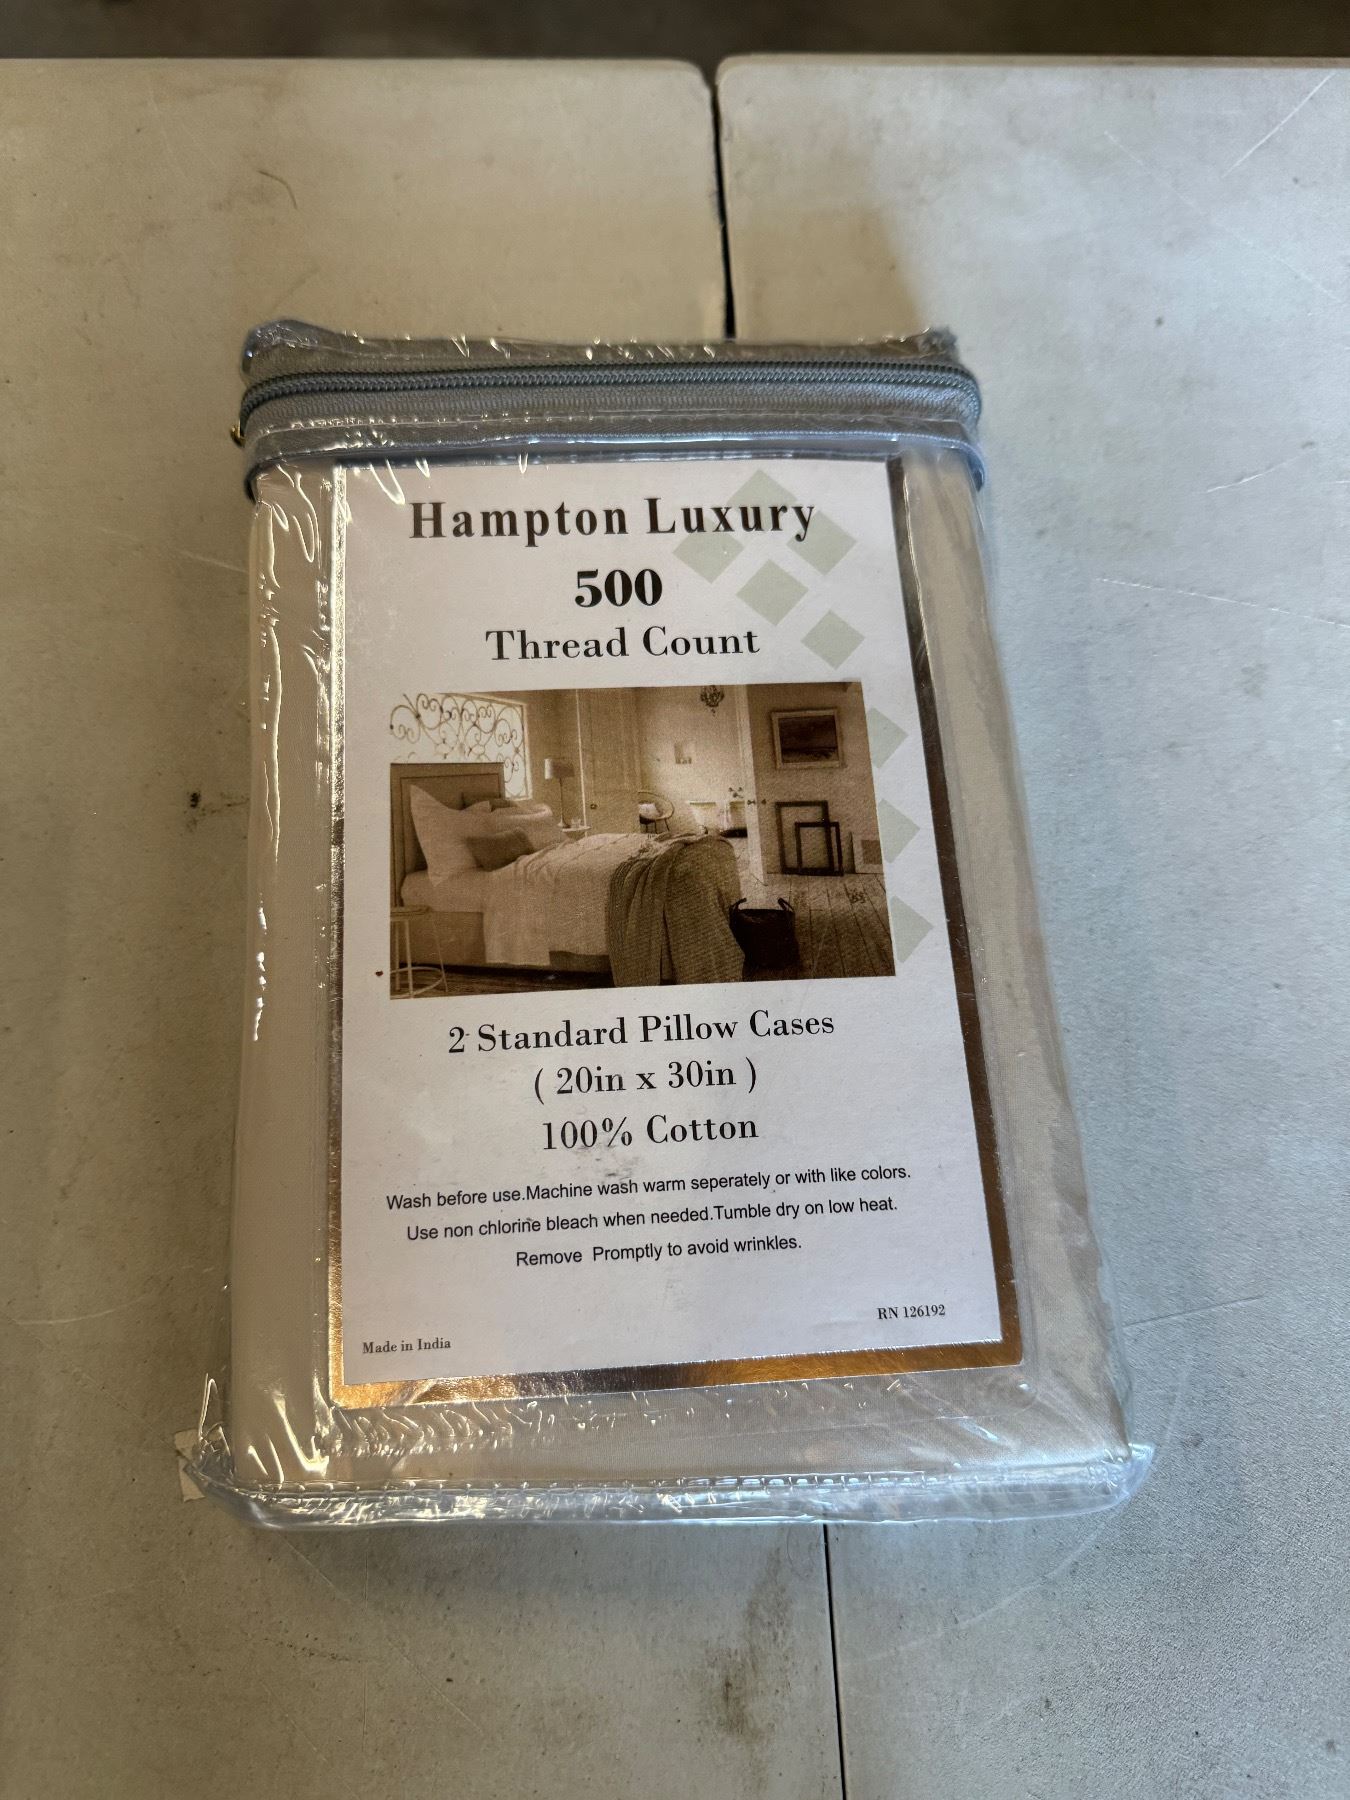 Hampton Luxury
500
Thread Count
2 Standard Pillow Cases
( 20in x 30in )
100% Cotton
Wash before use.Machine wash warm seperately or with like colors.
Use non chlorine bleach when needed.Tumble dry on low heat.
Remove Promptly to avoid wrinkles.
RN 126192
Made in India